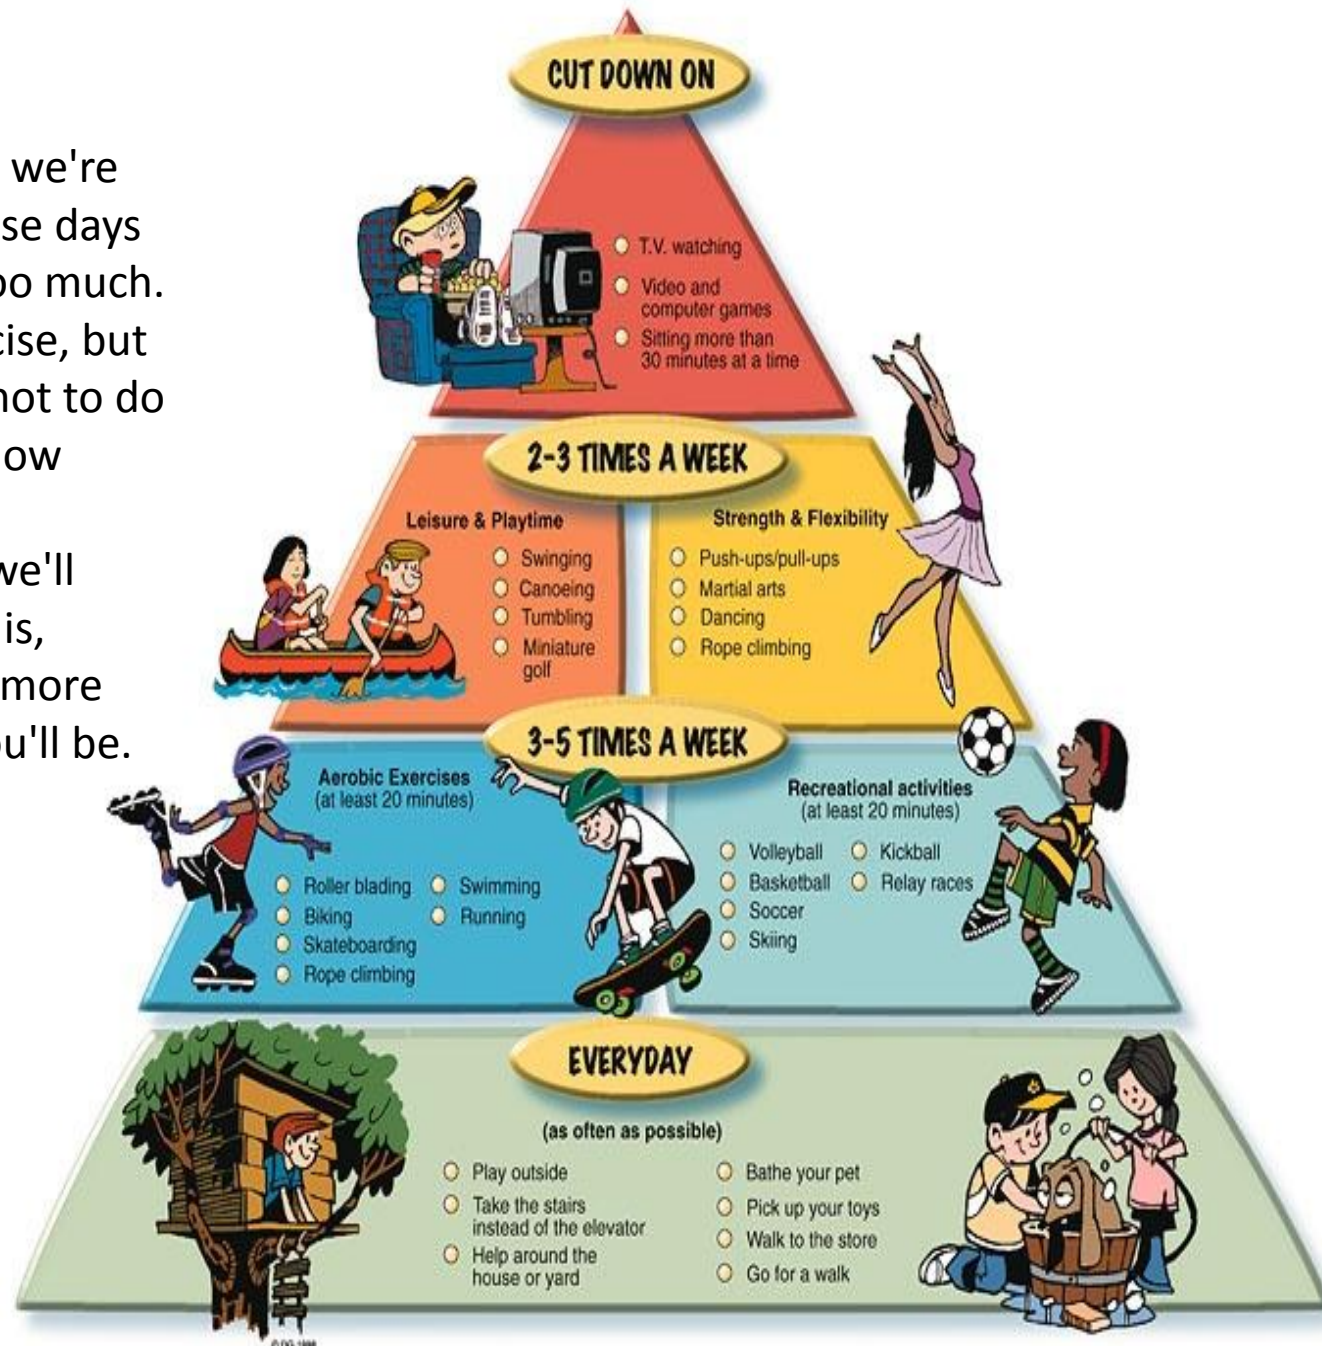 we're
se days
oo much.
cise, but
not to do
ow
we'll
is,
more
ou'll be.
CUT DOWN ON
T.V. watching
Video and
computer games
Sitting more than
30 minutes at a time
2-3 TIMES A WEEK
Leisure & Playtime
Swinging
Canoeing
Tumbling
Miniature
golf
Strength & Flexibility
Push-ups/pull-ups
Martial arts
Dancing
Rope climbing
3-5 TIMES A WEEK
Aerobic Exercises
(at least 20 minutes)
Roller blading
Biking
Skateboarding
Rope climbing
Swimming
Running
Recreational activities
(at least 20 minutes)
Volleyball
Basketball
Soccer
Skiing
Kickball
Relay races
EVERYDAY
(as often as possible)
Play outside
Take the stairs
instead of the elevator
Help around the
house or yard
Bathe your pet
Pick up your toys
Walk to the store
Go for a walk